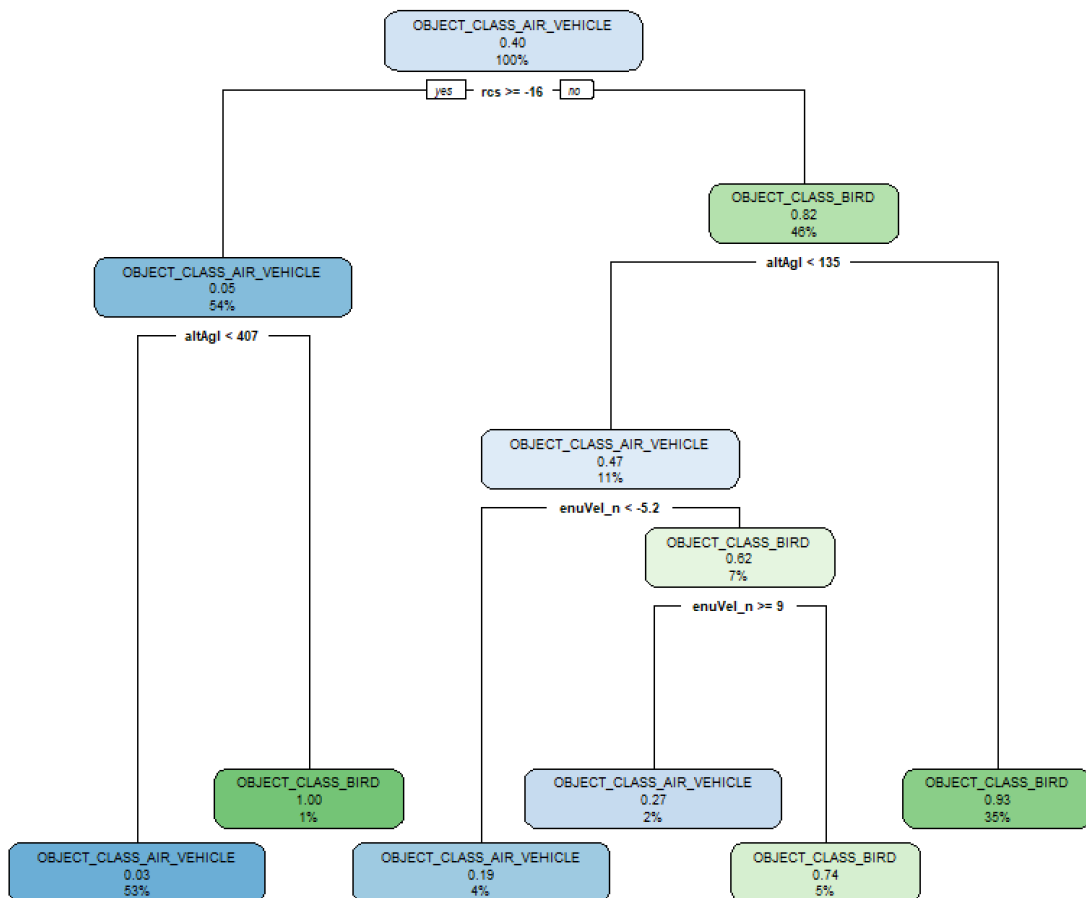 OBJECT_CLASS_AIR_VEHICLE
0.40
100%
yes rcs >= -16 no
OBJECT_CLASS_BIRD
0.82
46%
altAgl < 135
OBJECT_CLASS_AIR_VEHICLE
0.05
54%
altAgl < 407
OBJECT_CLASS_AIR_VEHICLE
0.47
11%
enuVel_n < -5.2
OBJECT_CLASS_BIRD
0.62
7%
enuVel_n >= 9
OBJECT_CLASS_BIRD
1.00
1%
OBJECT_CLASS_AIR_VEHICLE
0.27
2%
OBJECT_CLASS_BIRD
0.93
35%
OBJECT_CLASS_AIR_VEHICLE
0.03
53%
OBJECT_CLASS_AIR_VEHICLE
0.19
4%
OBJECT_CLASS_BIRD
0.74
5%